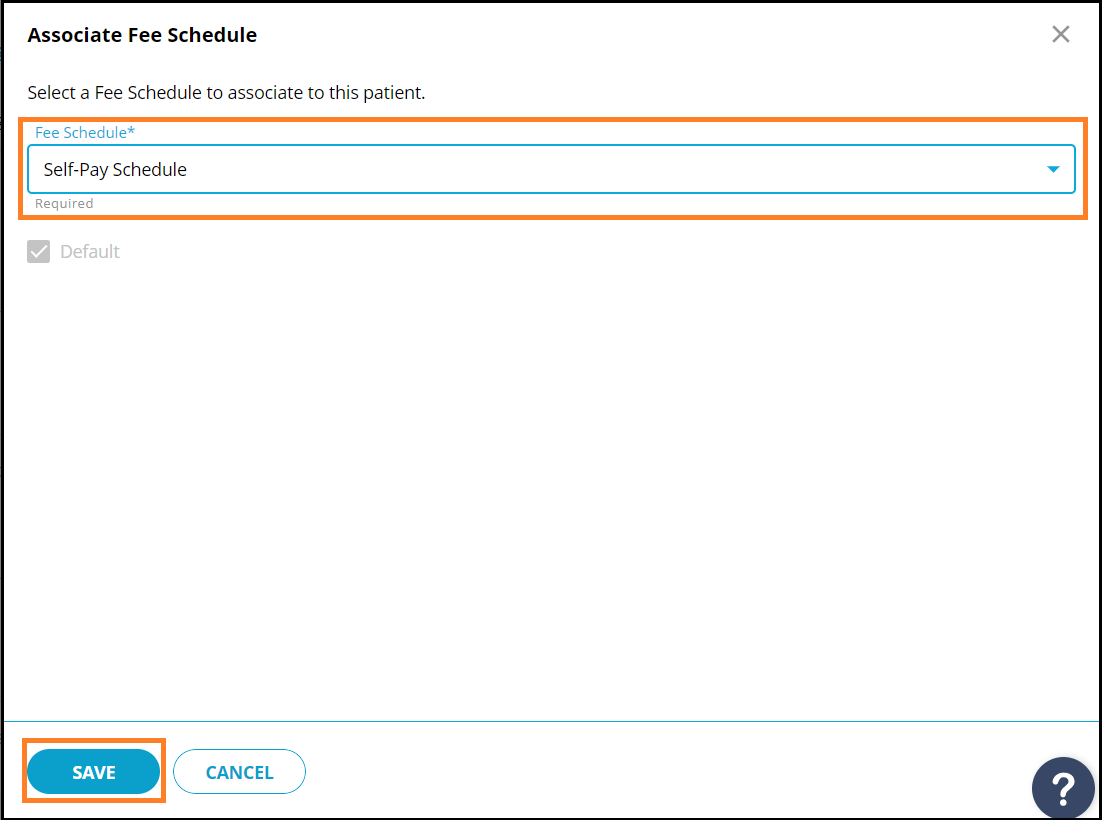 Associate Fee Schedule
Select a Fee Schedule to associate to this patient.
Fee Schedule*
Self-Pay Schedule
Required
Default
SAVE
CANCEL
?